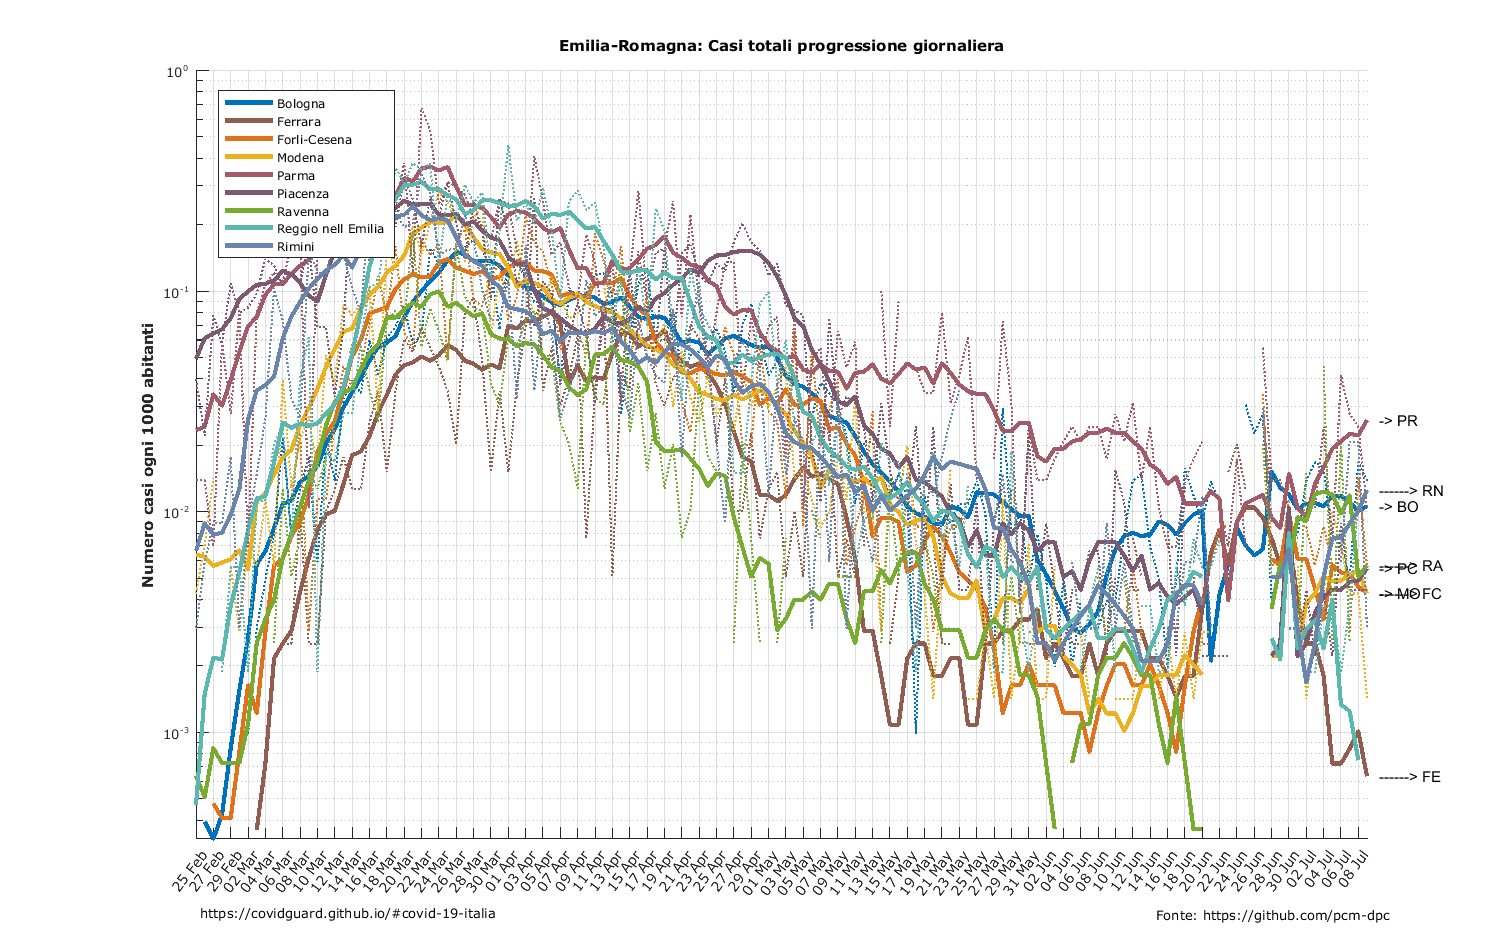 Emilia-Romagna: Casi totali progressione giornaliera
10^0
10^-1
10^-2
10^-3
Numero casi ogni 1000 abitanti
Bologna
Ferrara
Forli-Cesena
Modena
Parma
Piacenza
Ravenna
Reggio nell Emilia
Rimini
-> PR
------> RN
-> BO
------> RA
-> PC
-> MO
------> FC
------> FE
25 Feb
27 Feb
29 Feb
02 Mar
04 Mar
06 Mar
08 Mar
10 Mar
12 Mar
14 Mar
16 Mar
18 Mar
20 Mar
22 Mar
24 Mar
26 Mar
28 Mar
30 Mar
01 Apr
03 Apr
05 Apr
07 Apr
09 Apr
11 Apr
13 Apr
15 Apr
17 Apr
19 Apr
21 Apr
23 Apr
25 Apr
27 Apr
29 Apr
01 May
03 May
05 May
07 May
09 May
11 May
13 May
15 May
17 May
19 May
21 May
23 May
25 May
27 May
29 May
31 May
02 Jun
04 Jun
06 Jun
08 Jun
10 Jun
12 Jun
14 Jun
16 Jun
18 Jun
20 Jun
22 Jun
24 Jun
26 Jun
28 Jun
30 Jun
02 Jul
04 Jul
06 Jul
08 Jul
https://covidguard.github.io/#covid-19-italia
Fonte: https://github.com/pcm-dpc